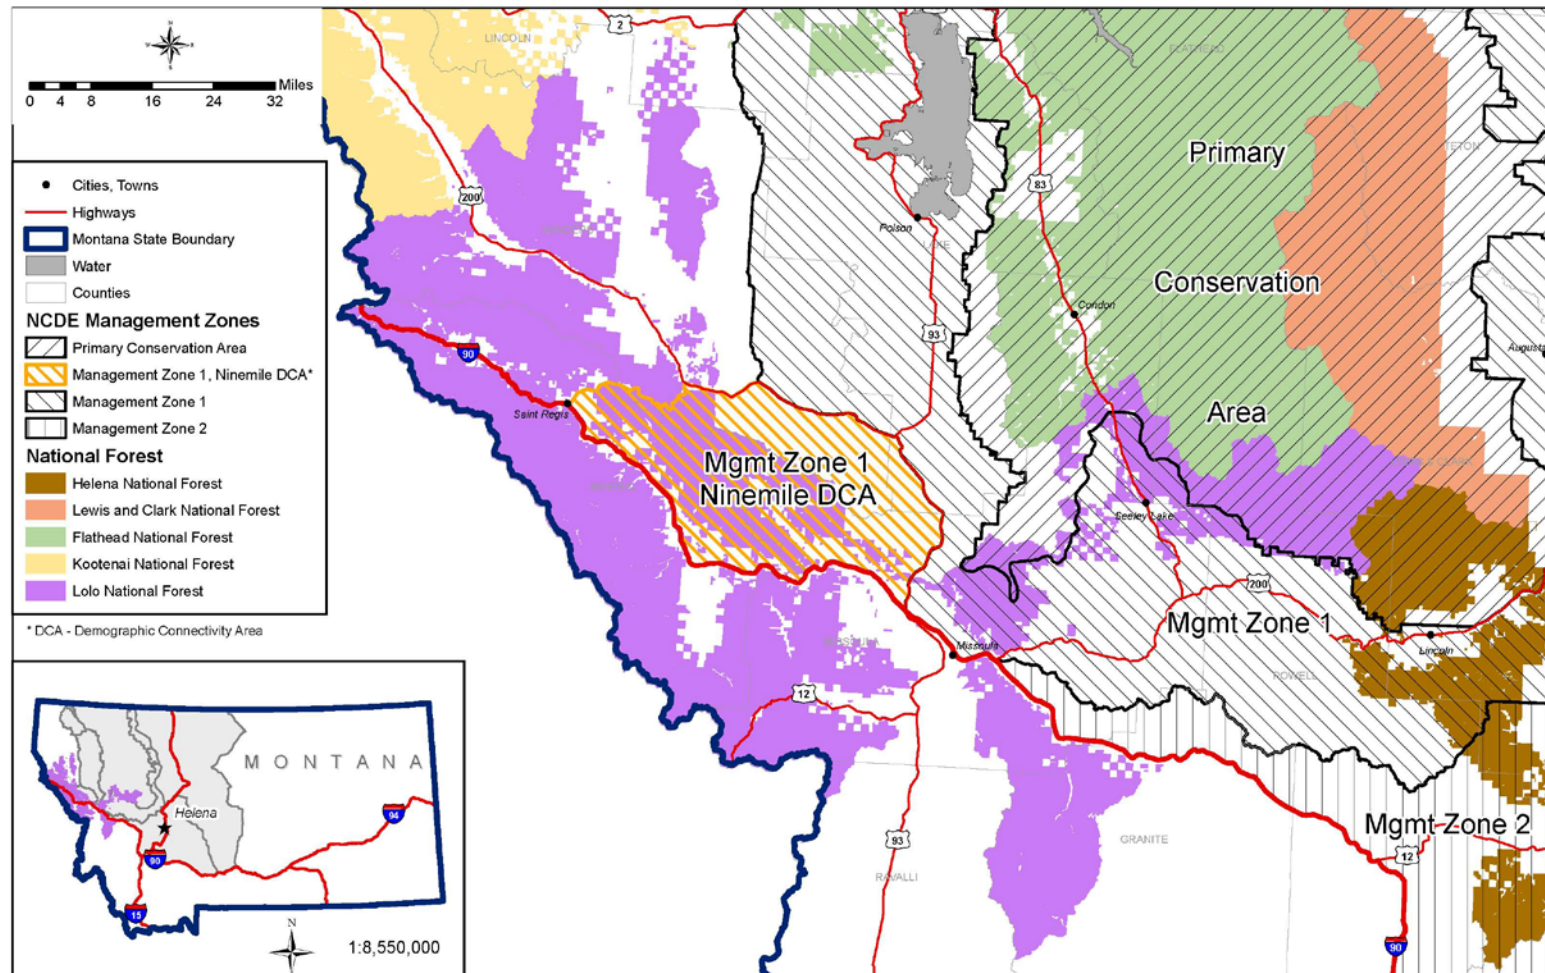 N
W
E
S
0 4 8 16 24 32 Miles
Cities, Towns
Highways
Montana State Boundary
Water
Counties
NCDE Management Zones
Primary Conservation Area
Management Zone 1, Ninemile DCA*
Management Zone 1
Management Zone 2
National Forest
Helena National Forest
Lewis and Clark National Forest
Flathead National Forest
Kootenai National Forest
Lolo National Forest
* DCA - Demographic Connectivity Area
LINCOLN
2
FLATHEAD
Primary
TETON
83
200
Polson
LAKE
Conservation
Condon
93
90
Augusta
Saint Regis
Area
Mgmt Zone 1
Ninemile DCA
Seeley Lake
200
Mgmt Zone 1
MISSOULA
Missoula
Lincoln
POWELL
12
Mgmt Zone 2
93
GRANITE
12
RAVALLI
90
MONTANA
Helena
94
90
15
N
1:8,550,000